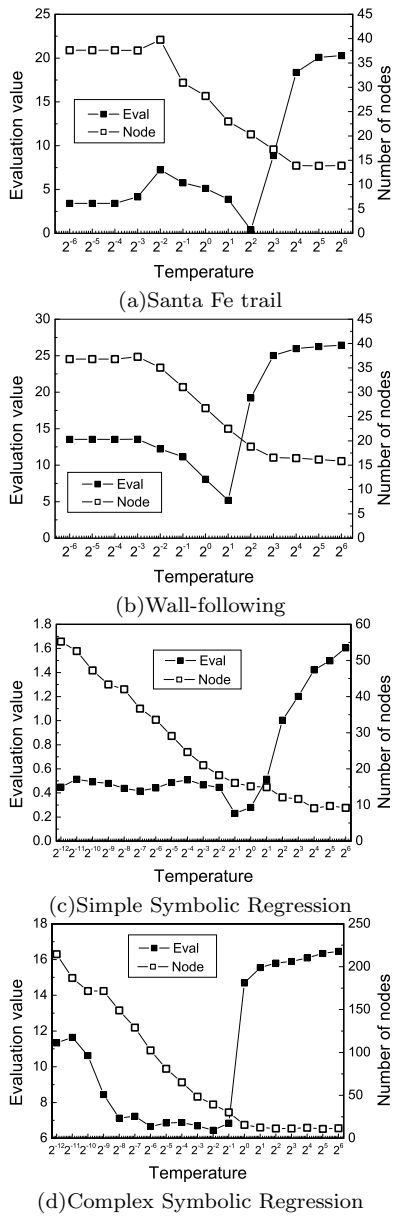 25
20
15
10
5
0
45
40
35
30
25
20
15
10
5
0
Evaluation value
Number of nodes
Eval
Node
2^-6 2^-5 2^-4 2^-3 2^-2 2^-1 2^0 2^1 2^2 2^3 2^4 2^5 2^6
Temperature
(a)Santa Fe trail
30
25
20
15
10
5
0
45
40
35
30
25
20
15
10
5
0
Evaluation value
Number of nodes
Eval
Node
2^-6 2^-5 2^-4 2^-3 2^-2 2^-1 2^0 2^1 2^2 2^3 2^4 2^5 2^6
Temperature
(b)Wall-following
1.8
1.6
1.4
1.2
1.0
0.8
0.6
0.4
0.2
0.0
60
50
40
30
20
10
0
Evaluation value
Number of nodes
Eval
Node
2^-12 2^-11 2^-10 2^-9 2^-8 2^-7 2^-6 2^-5 2^-4 2^-3 2^-2 2^-1 2^0 2^1 2^2 2^3 2^4 2^5 2^6
Temperature
(c)Simple Symbolic Regression
18
16
14
12
10
8
6
250
200
150
100
50
0
Evaluation value
Number of nodes
Eval
Node
2^-12 2^-11 2^-10 2^-9 2^-8 2^-7 2^-6 2^-5 2^-4 2^-3 2^-2 2^-1 2^0 2^1 2^2 2^3 2^4 2^5 2^6
Temperature
(d)Complex Symbolic Regression